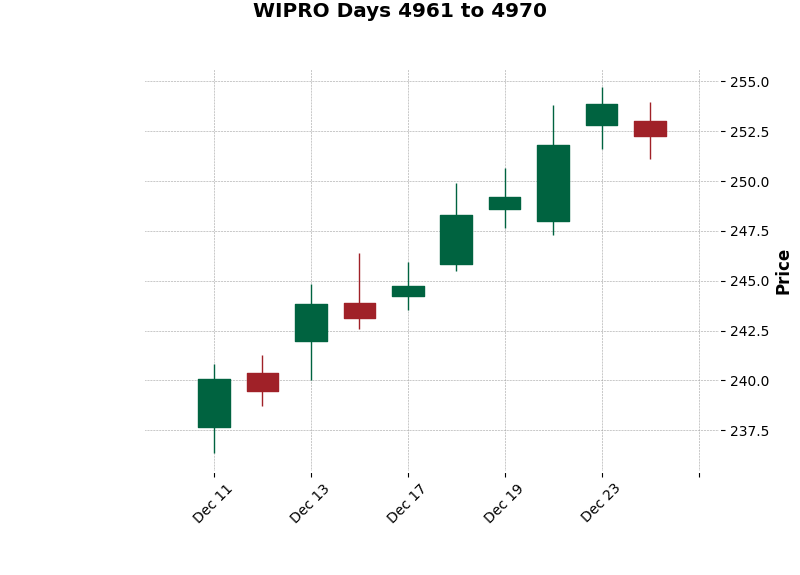 WIPRO Days 4961 to 4970
255.0
252.5
250.0
247.5
245.0
242.5
240.0
237.5
Price
Dec 11
Dec 13
Dec 17
Dec 19
Dec 23